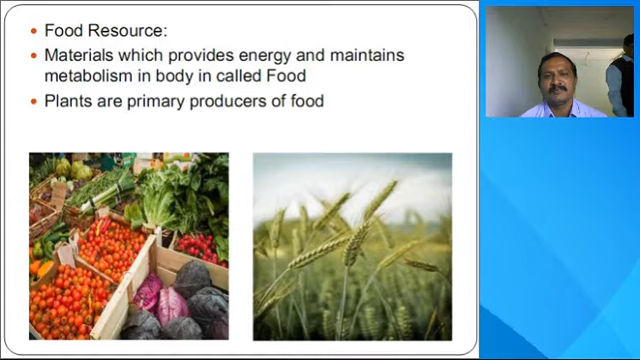 Food Resource:
Materials which provides energy and maintains
metabolism in body in called Food
Plants are primary producers of food